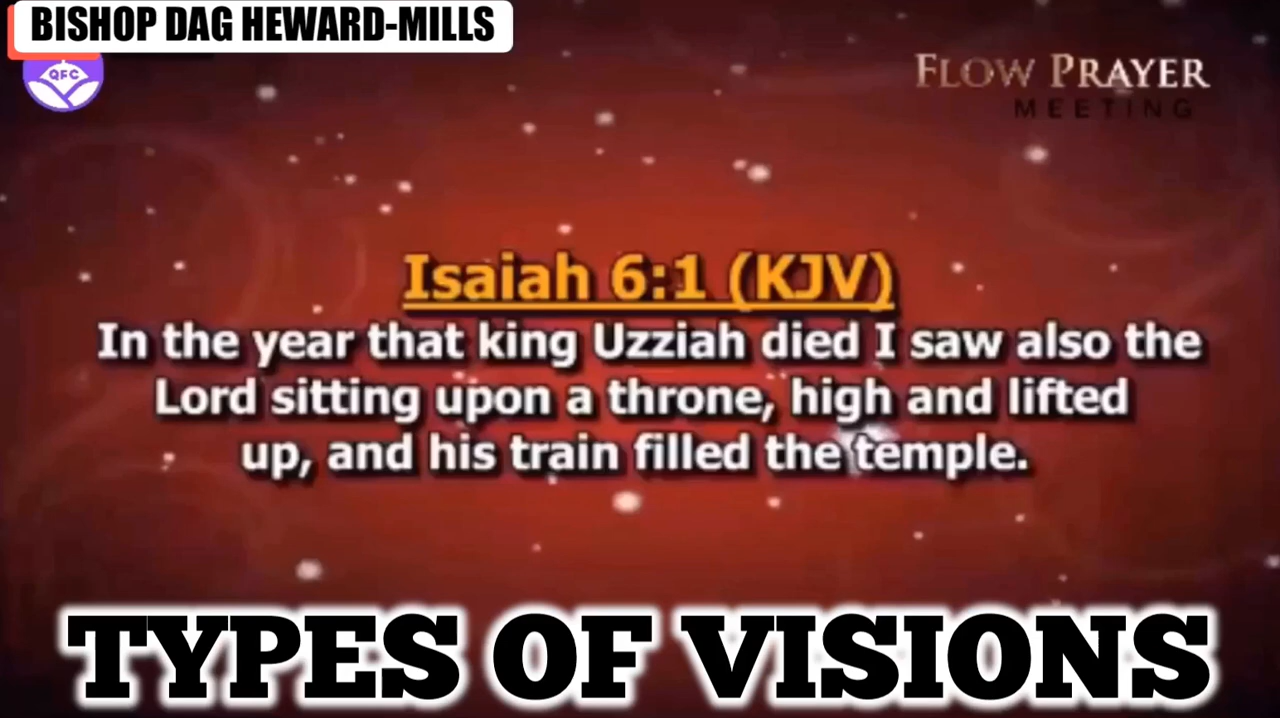 BISHOP DAG HEWARD-MILLS
QFC
FLOW PRAYER
MEETING
Isaiah 6:1 (KJV)
In the year that king Uzziah died I saw also the
Lord sitting upon a throne, high and lifted
up, and his train filled the temple.
TYPES OF VISIONS